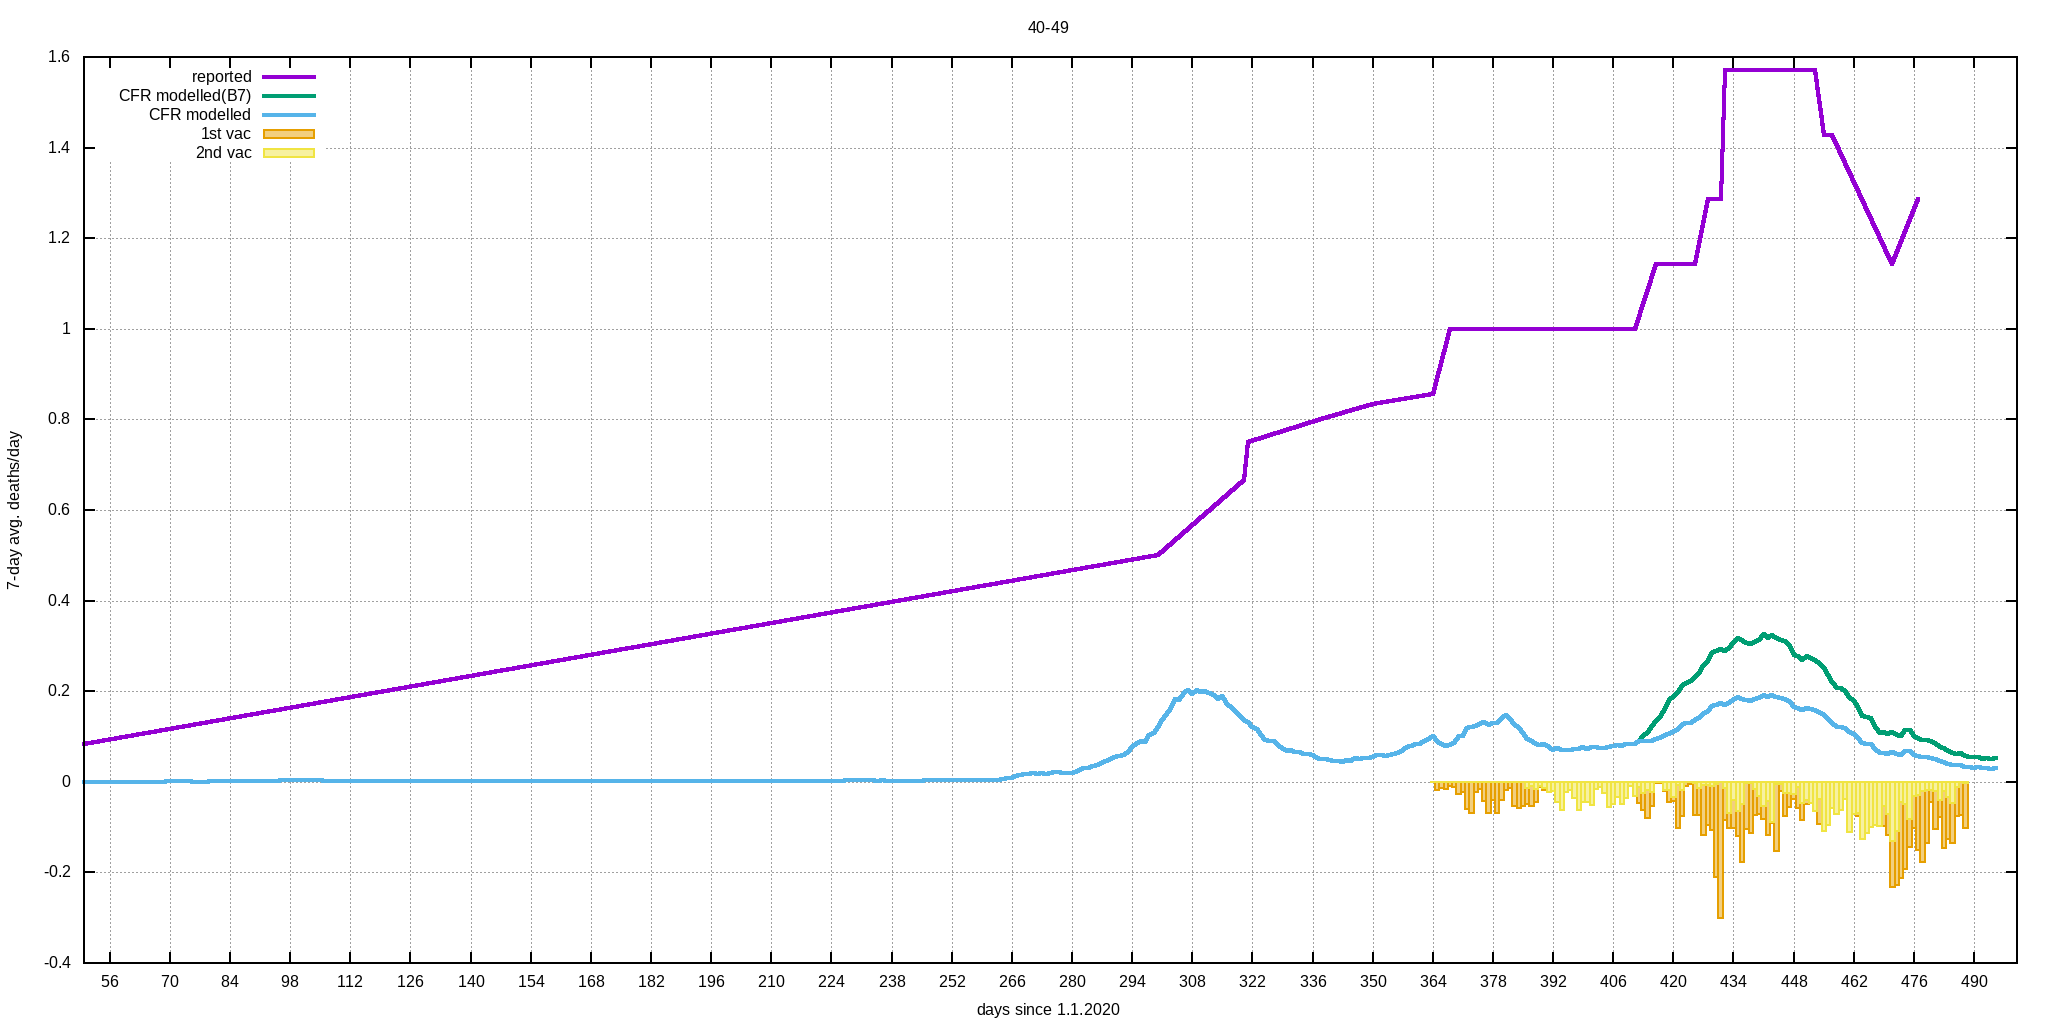 40-49
reported
CFR modelled(B7)
CFR modelled
1st vac
2nd vac
1.6
1.4
1.2
1
0.8
0.6
0.4
0.2
0
-0.2
-0.4
7-day avg. deaths/day
56 70 84 98 112 126 140 154 168 182 196 210 224 238 252 266 280 294 308 322 336 350 364 378 392 406 420 434 448 462 476 490
days since 1.1.2020